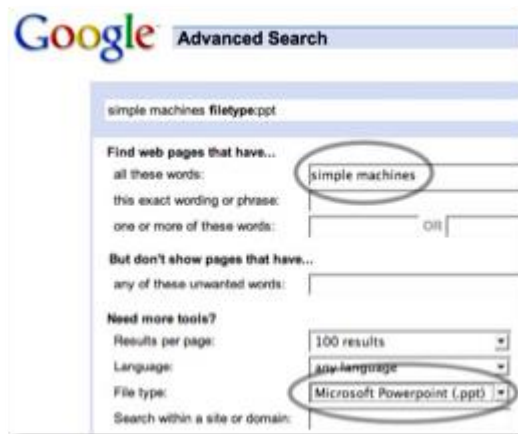 Google Advanced Search
simple machines filetype:ppt
Find web pages that have...
all these words: simple machines
this exact wording or phrase:
one or more of these words: OR
But don't show pages that have...
any of these unwanted words:
Need more tools?
Results per page: 100 results
Language: any language
File type: Microsoft Powerpoint (.ppt)
Search within a site or domain: